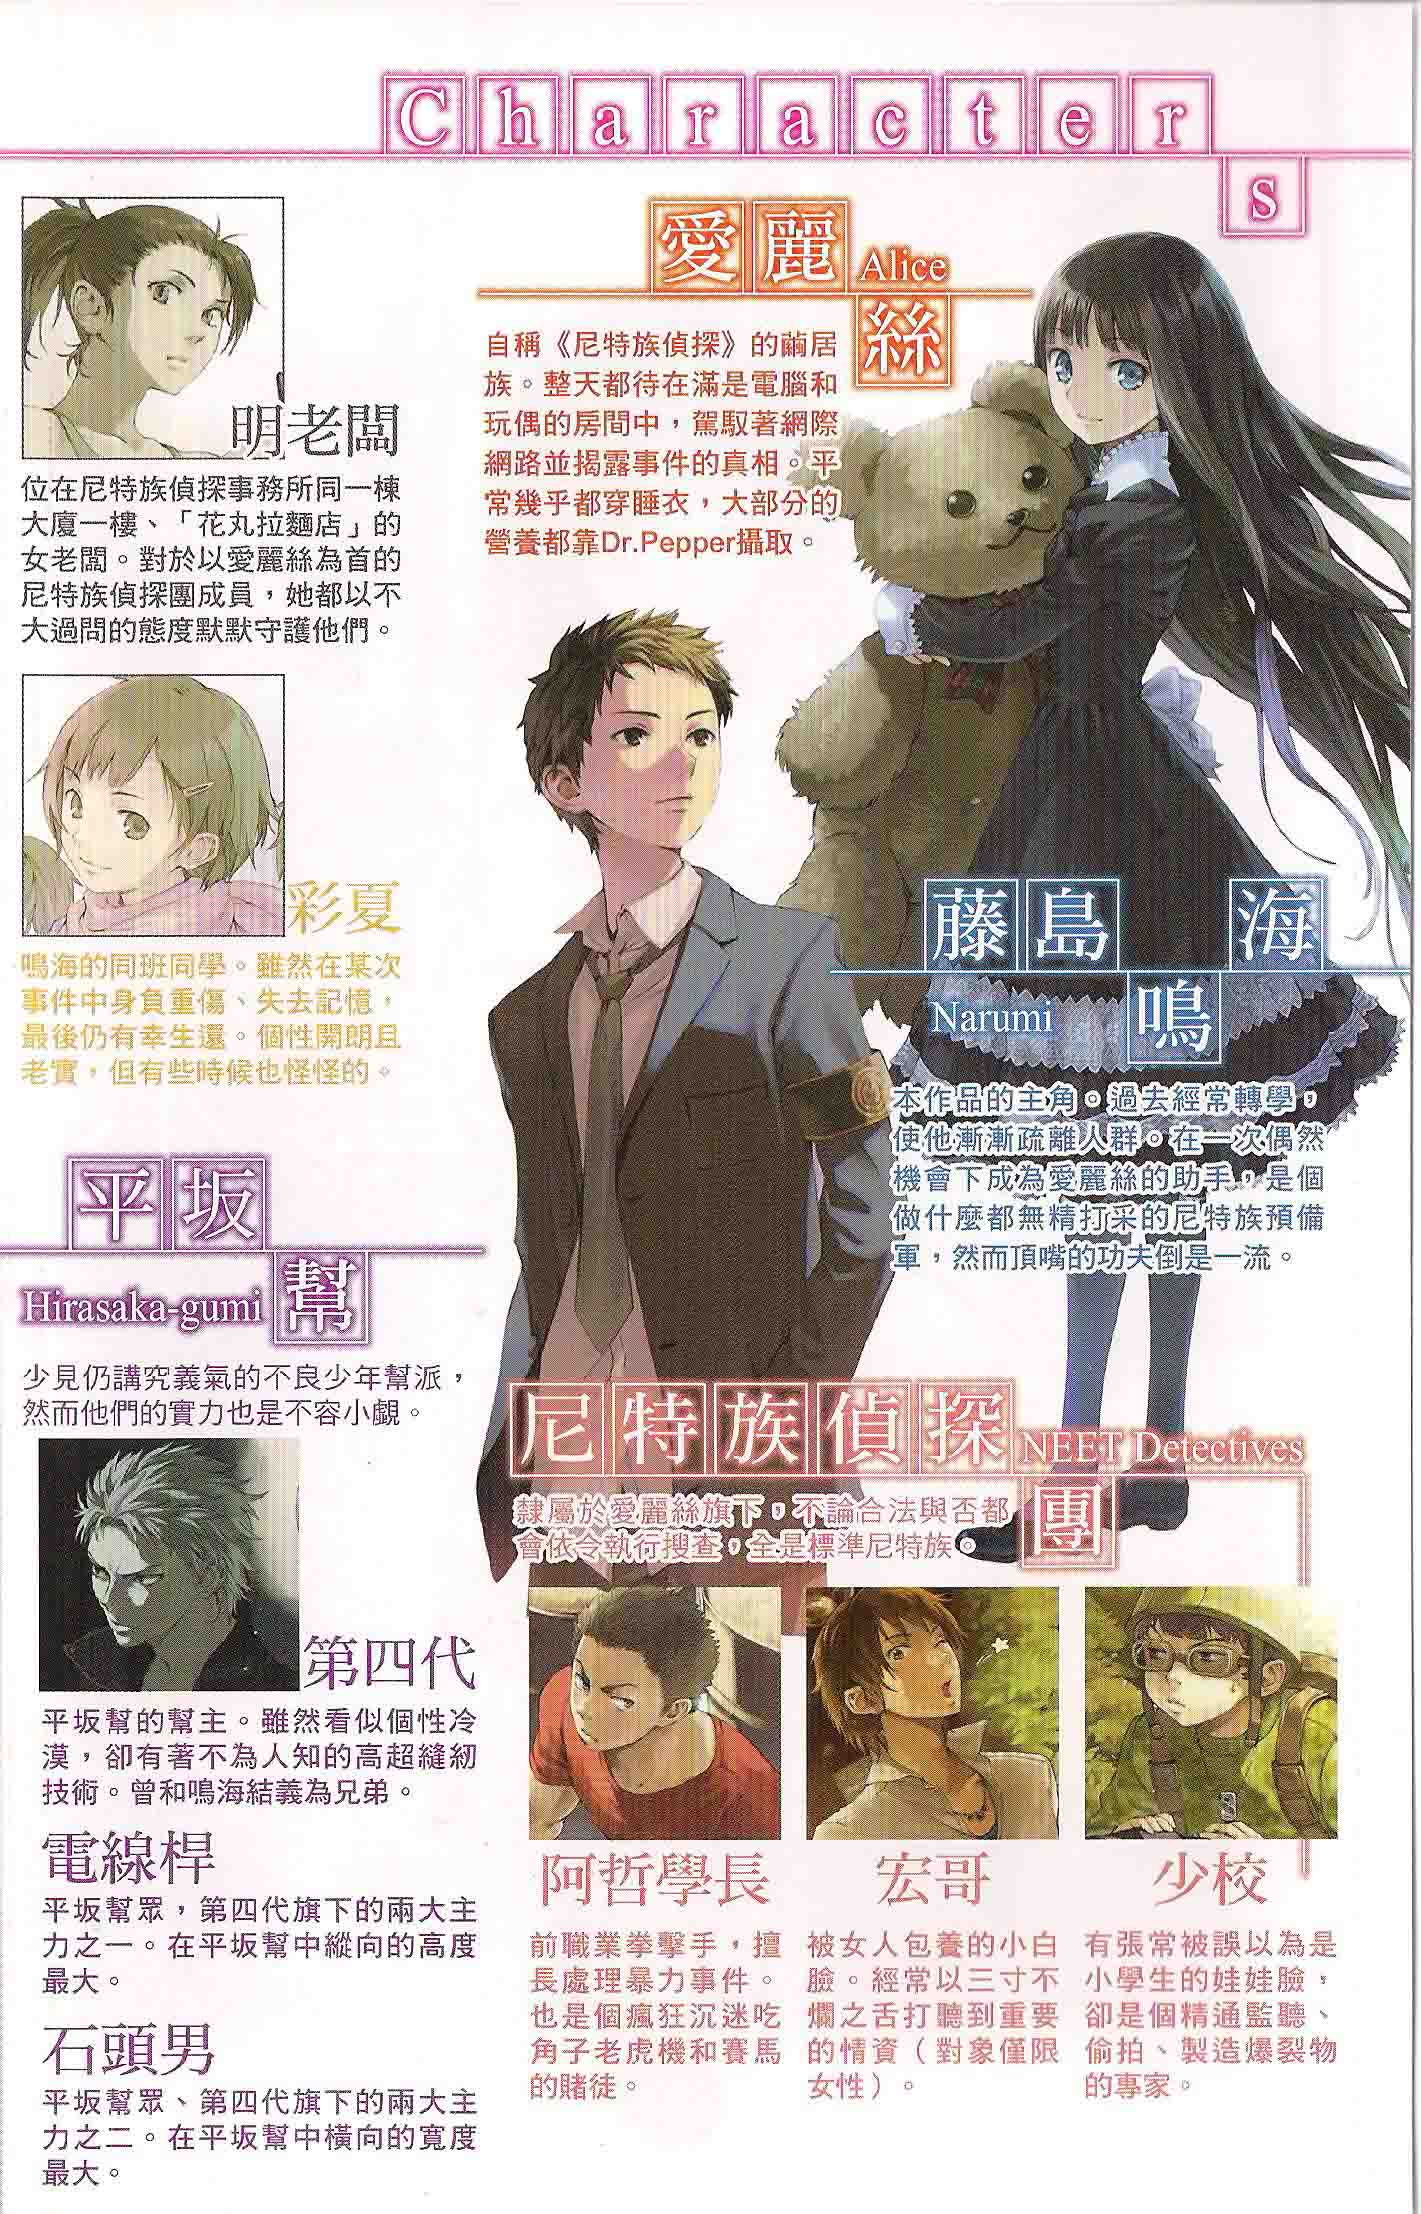 Characters
明老闆
位在尼特族偵探事務所同一棟
大廈一樓、「花丸拉麵店」的
女老闆。對於以愛麗絲為首的
尼特族偵探團成員，她都以不
大過問的態度默默守護他們。
愛麗絲 Alice
自稱《尼特族偵探》的繭居
族。整天都待在滿是電腦和
玩偶的房間中，駕馭著網際
網路並揭露事件的真相。平
常幾乎都穿睡衣，大部分的
營養都靠Dr.Pepper攝取。
彩夏
鳴海的同班同學。雖然在某次
事件中身負重傷、失去記憶，
最後仍有幸生還。個性開朗且
老實，但有些時候也怪怪的。
藤島鳴海
Narumi
本作品的主角。過去經常轉學，
使他漸漸疏離人群。在一次偶然
機會下成為愛麗絲的助手，是個
做什麼都無精打采的尼特族預備
軍，然而頂嘴的功夫倒是一流。
平坂幫
Hirasaka-gumi
少見仍講究義氣的不良少年幫派，
然而他們的實力也是不容小覷。
第四代
平坂幫的幫主。雖然看似個性冷
漠，卻有著不為人知的高超縫紉
技術。曾和鳴海結義為兄弟。
電線桿
平坂幫眾，第四代旗下的兩大主
力之一。在平坂幫中縱向的高度
最大。
石頭男
平坂幫眾、第四代旗下的兩大主
力之二。在平坂幫中橫向的寬度
最大。
尼特族偵探團 NEET Detectives
隸屬於愛麗絲旗下，不論合法與否都
會依令執行搜查，全是標準尼特族。
阿哲學長
前職業拳擊手，擅
長處理暴力事件。
也是個瘋狂沉迷吃
角子老虎機和賽馬
的賭徒。
宏哥
被女人包養的小白
臉。經常以三寸不
爛之舌打聽到重要
的情資（對象僅限
女性）。
少校
有張常被誤以為是
小學生的娃娃臉，
卻是個精通監聽、
偷拍、製造爆裂物
的專家。